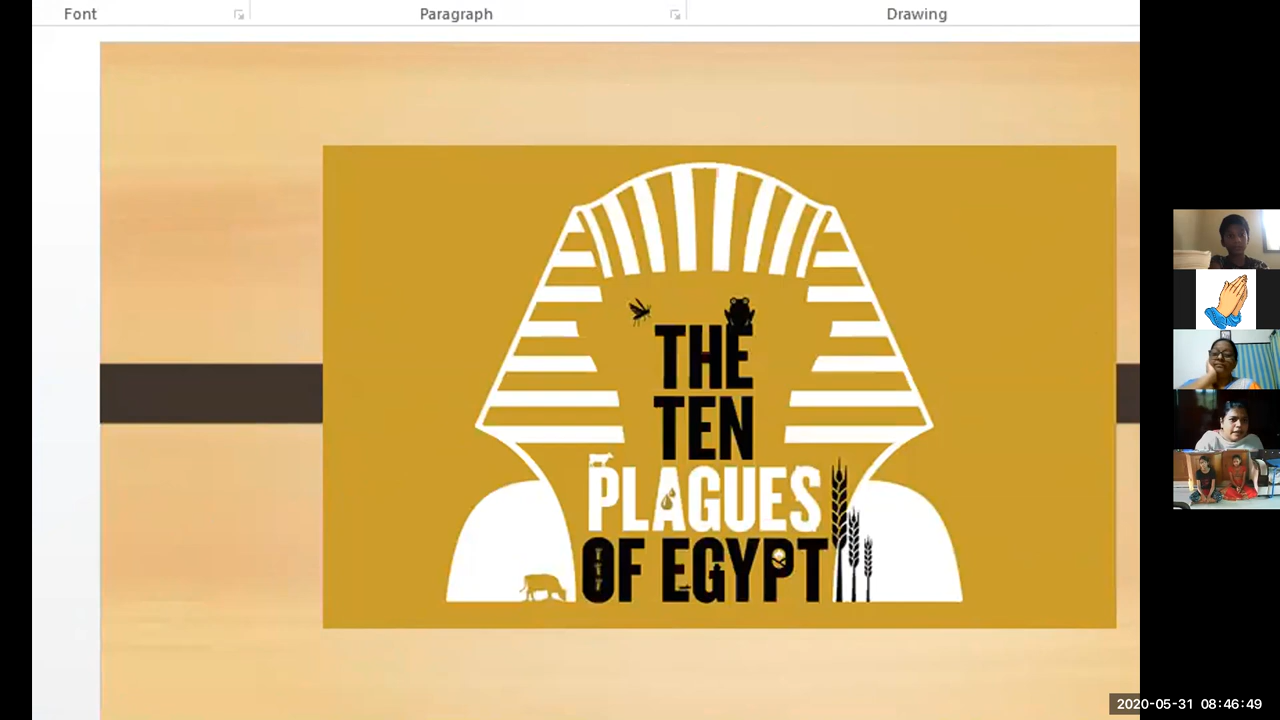 Font Paragraph Drawing
THE
TEN
PLAGUES
OF EGYPT
2020-05-31 08:46:49